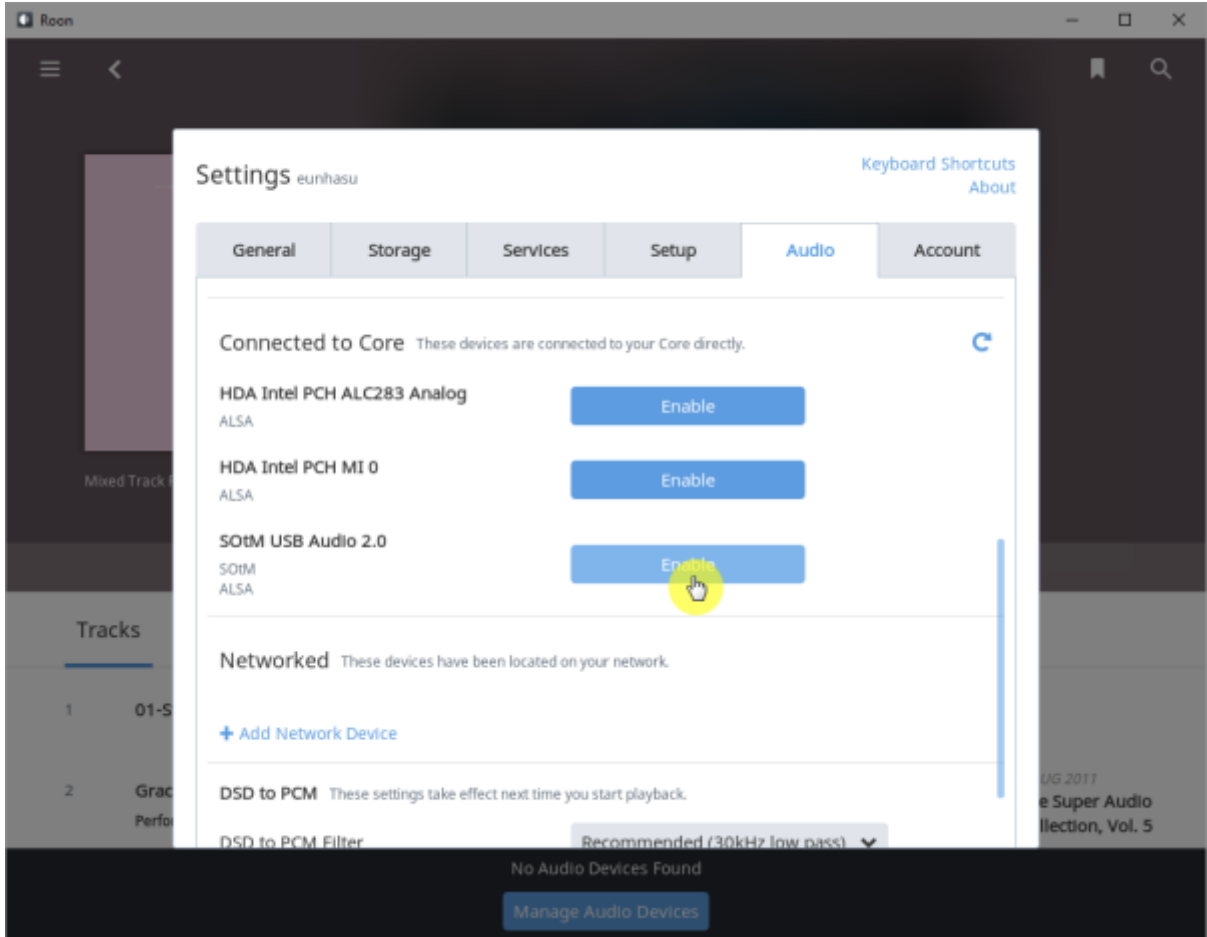 Roon
Settings eunhasu
Keyboard Shortcuts
About
General Storage Services Setup Audio Account
Connected to Core These devices are connected to your Core directly.
HDA Intel PCH ALC283 Analog
ALSA
Enable
HDA Intel PCH MI 0
ALSA
Enable
SOtM USB Audio 2.0
SOtM
ALSA
Enable
Networked These devices have been located on your network.
+ Add Network Device
DSD to PCM These settings take effect next time you start playback.
DSD to PCM Filter
Recommended (30kHz low pass)
Mixed Track
Tracks
1 01-S
2 Grac
Perfo
UG 2011
e Super Audio
llection, Vol. 5
No Audio Devices Found
Manage Audio Devices